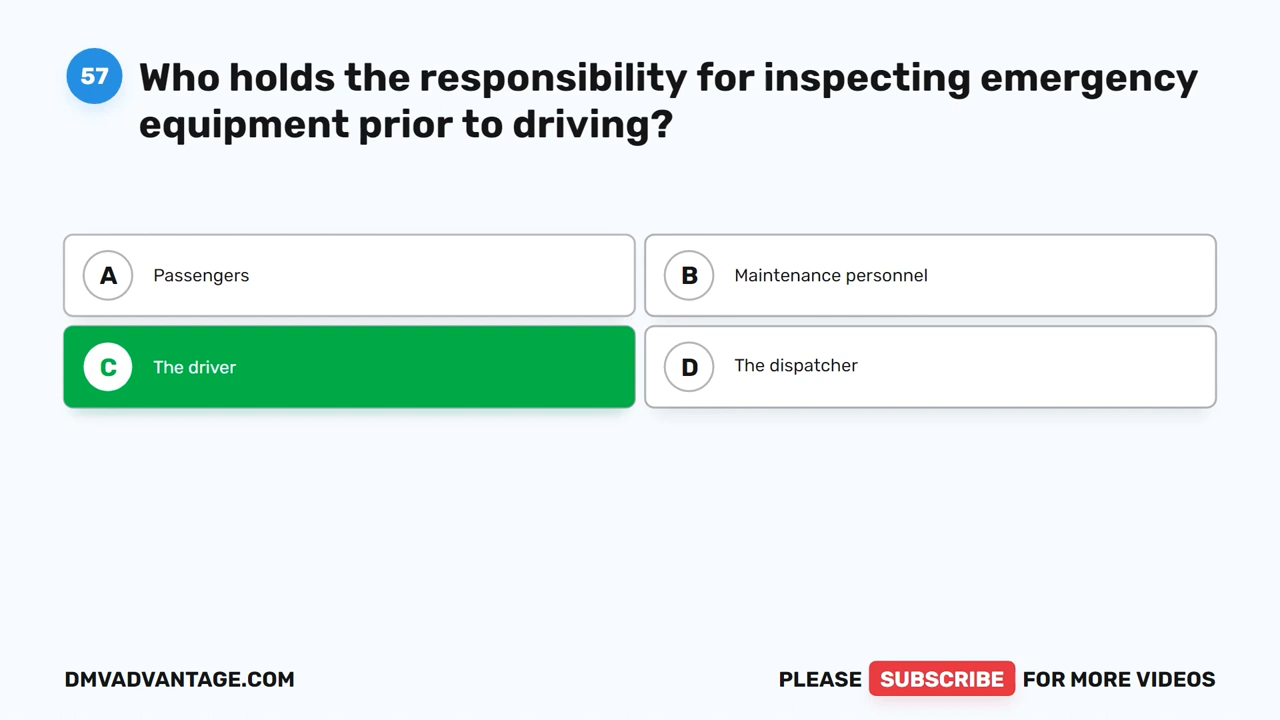 57
Who holds the responsibility for inspecting emergency
equipment prior to driving?
A Passengers
B Maintenance personnel
C The driver
D The dispatcher
DMVADVANTAGE.COM
PLEASE SUBSCRIBE FOR MORE VIDEOS